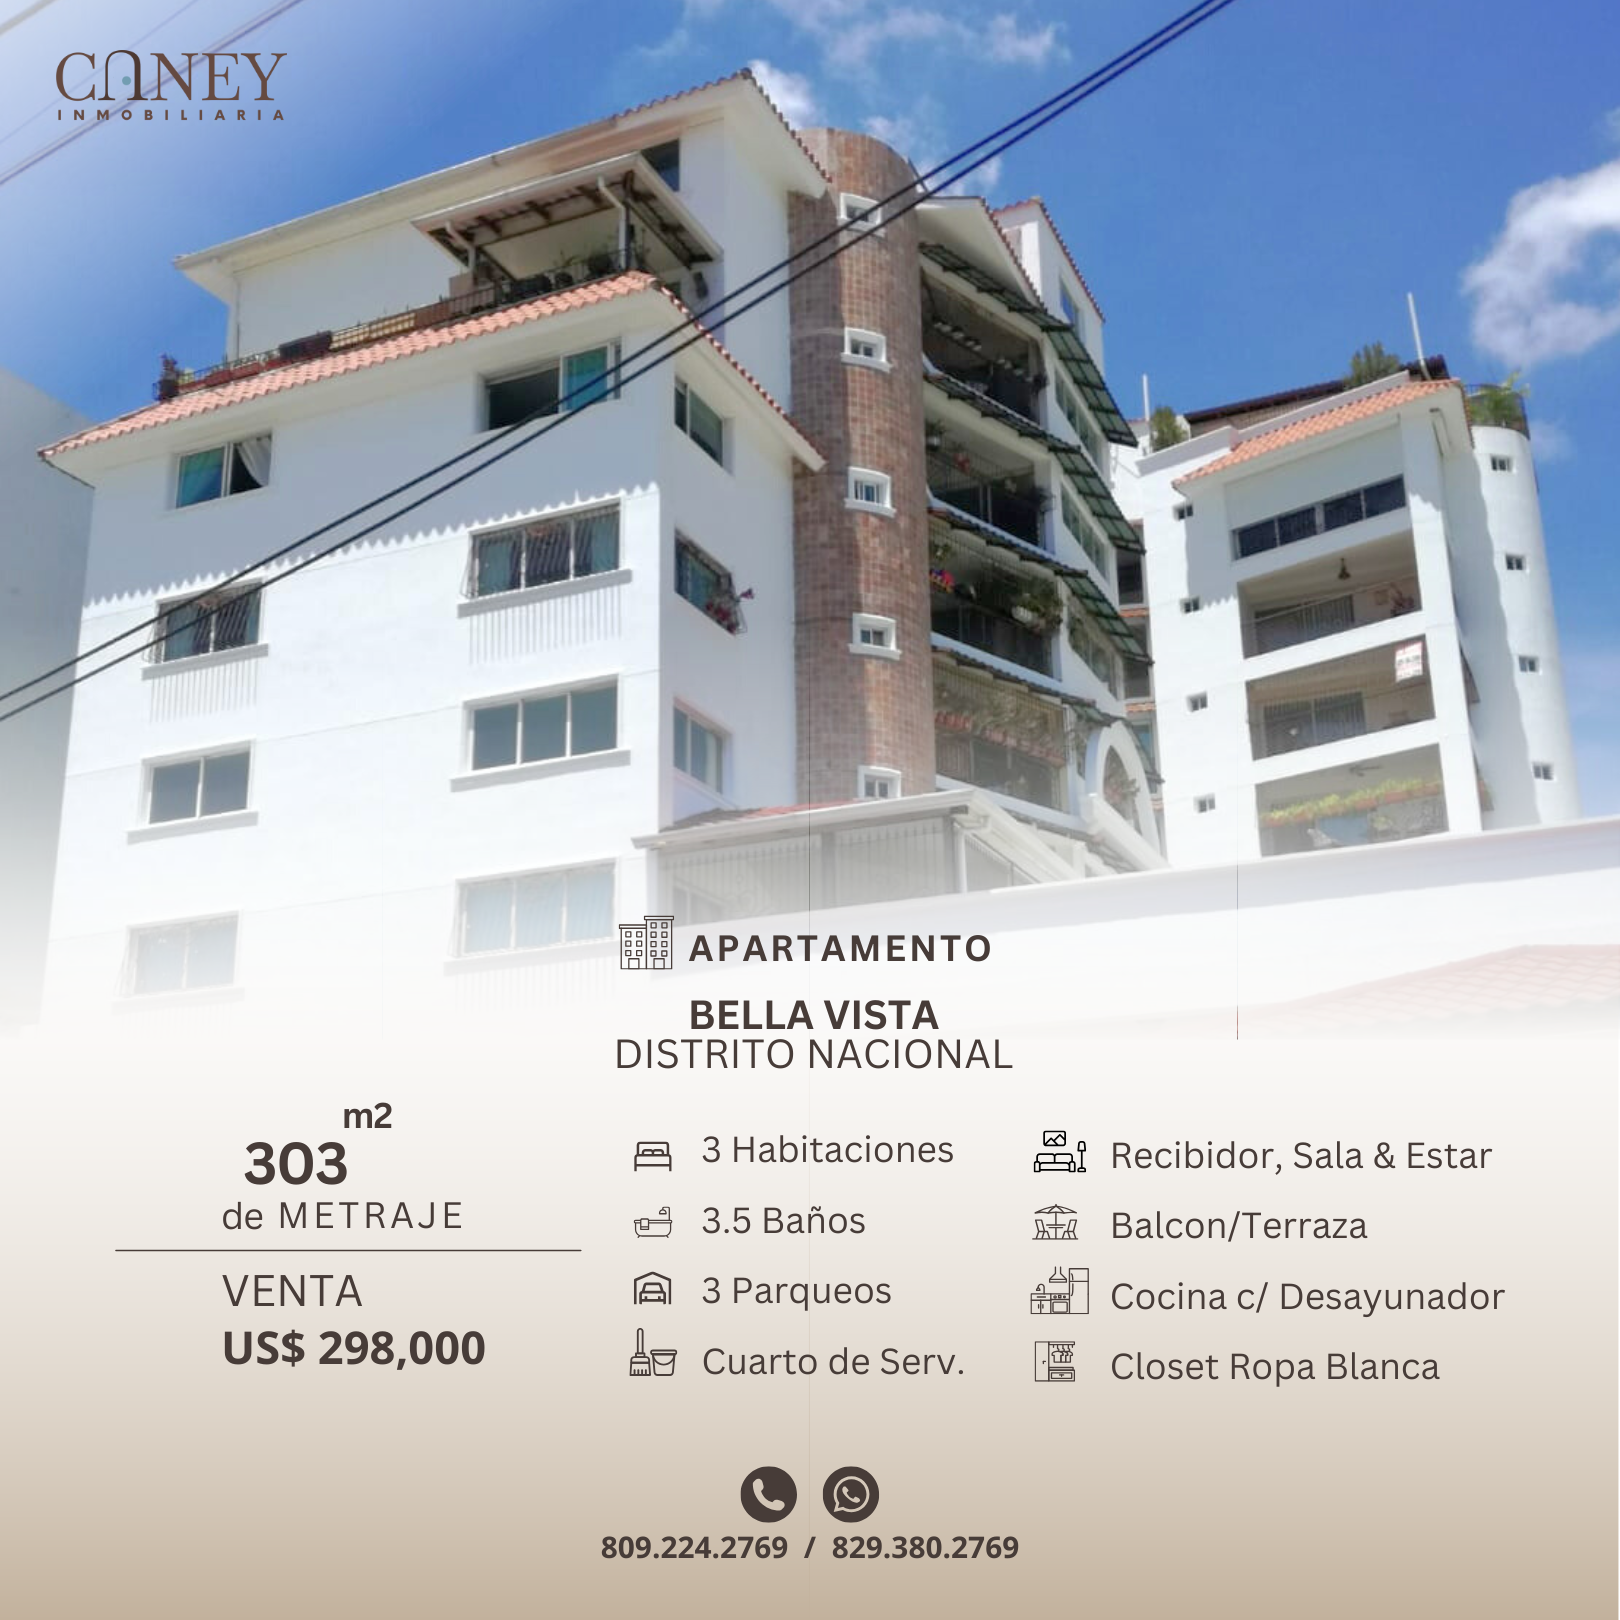 CANEY
INMOBILIARIA
APARTAMENTO
BELLA VISTA
DISTRITO NACIONAL
m2
303
de METRAJE
VENTA
US$ 298,000
3 Habitaciones
3.5 Baños
3 Parqueos
Cuarto de Serv.
Recibidor, Sala & Estar
Balcon/Terraza
Cocina c/ Desayunador
Closet Ropa Blanca
809.224.2769 / 829.380.2769